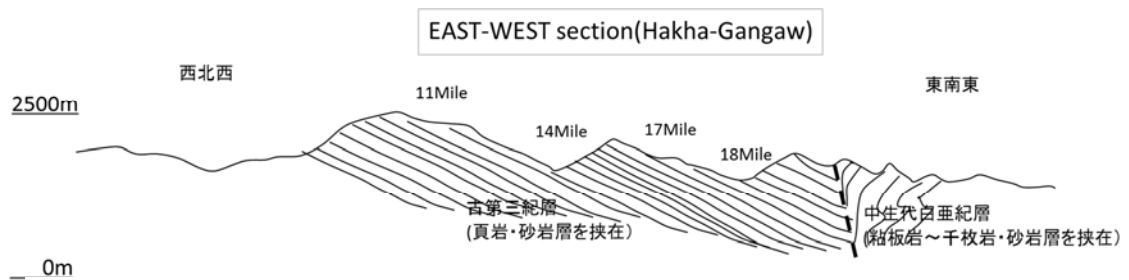 EAST-WEST section(Hakha-Gangaw)
西北西
東南東
2500m
11Mile
14Mile
17Mile
18Mile
古第三紀層
(頁岩・砂岩層を挟在)
中生代白亜紀層
(粘板岩～千枚岩・砂岩層を挟在)
0m